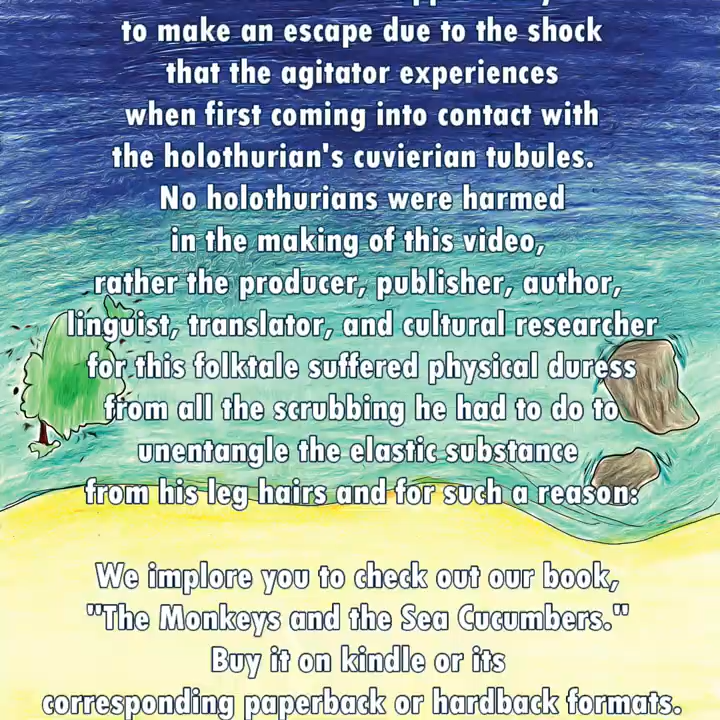 to make an escape due to the shock
that the agitator experiences
when first coming into contact with
the holothurian's cuvierian tubules.
No holothurians were harmed
in the making of this video,
rather the producer, publisher, author,
linguist, translator, and cultural researcher
for this folktale suffered physical duress
from all the scrubbing he had to do to
unentangle the elastic substance
from his leg hairs and for such a reason:
We implore you to check out our book,
"The Monkeys and the Sea Cucumbers."
Buy it on kindle or its
corresponding paperback or hardback formats.